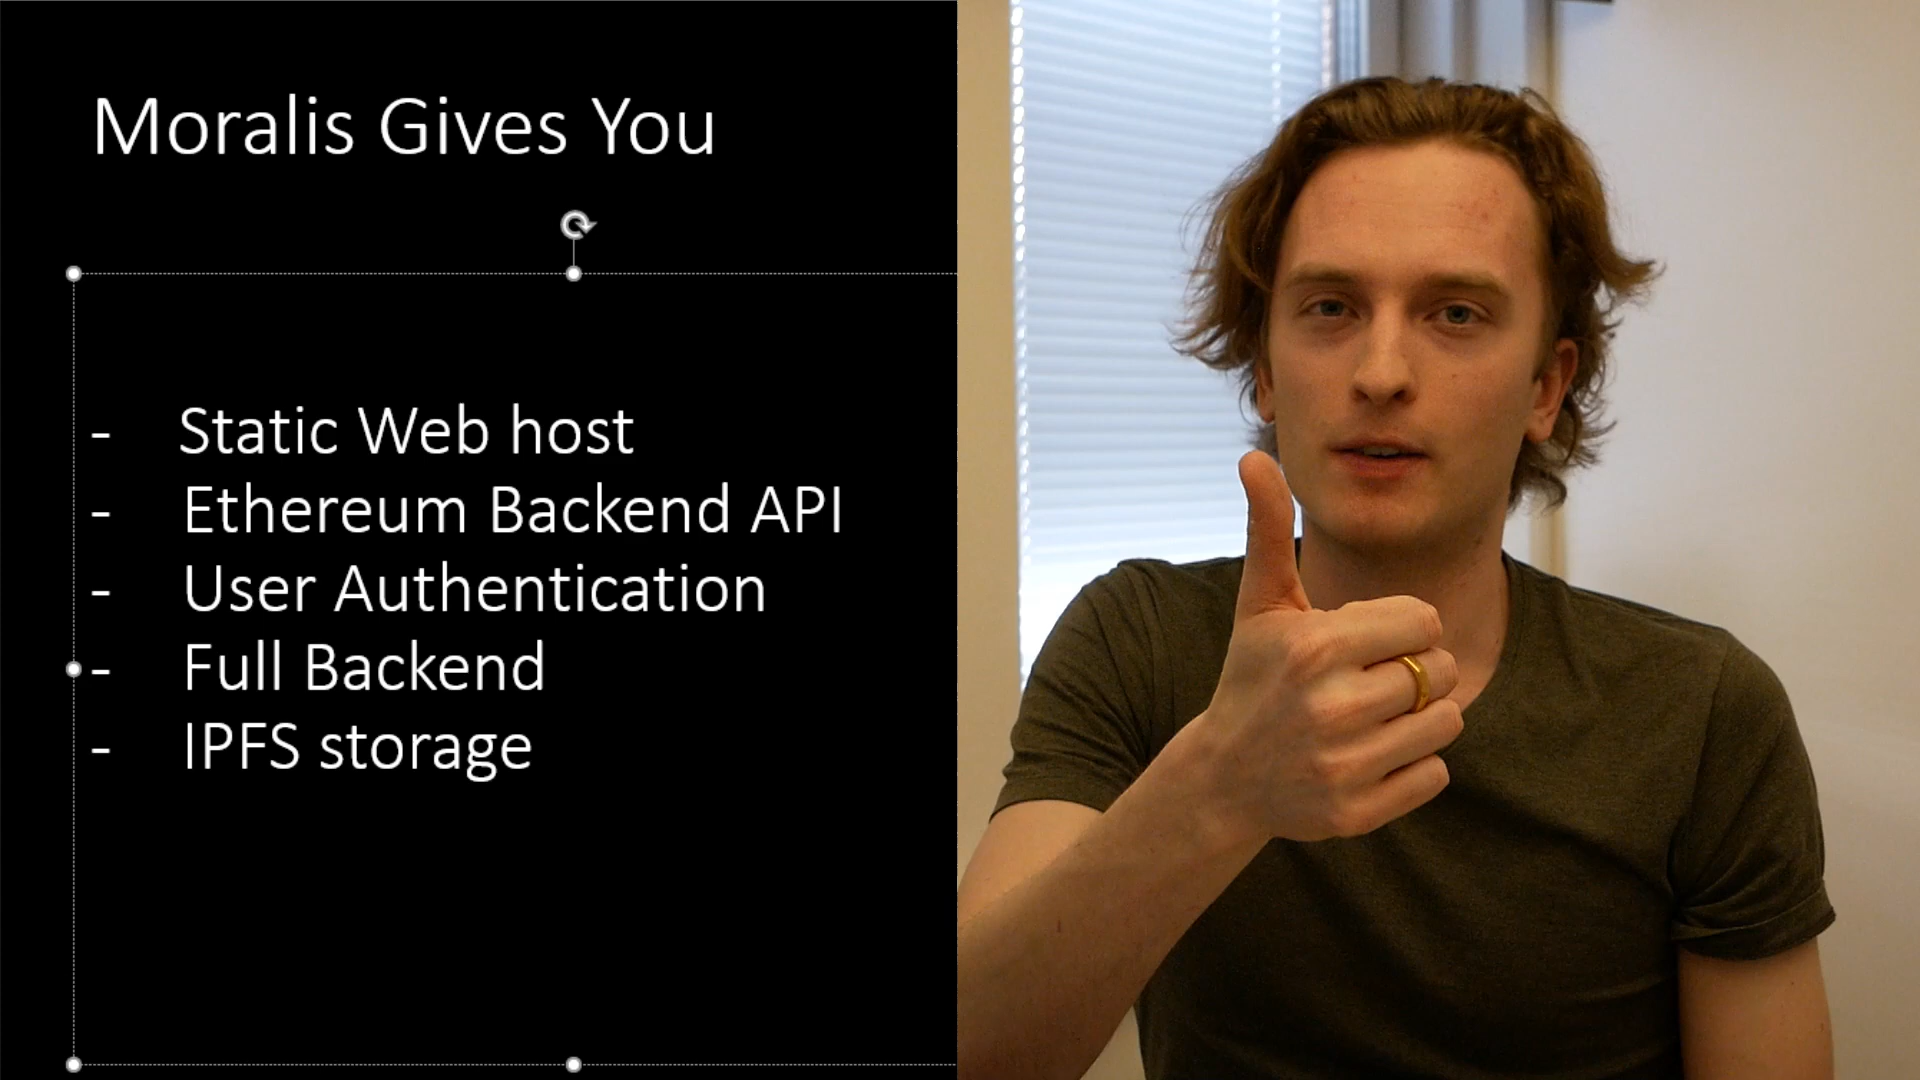 Moralis Gives You
- Static Web host
- Ethereum Backend API
- User Authentication
- Full Backend
- IPFS storage